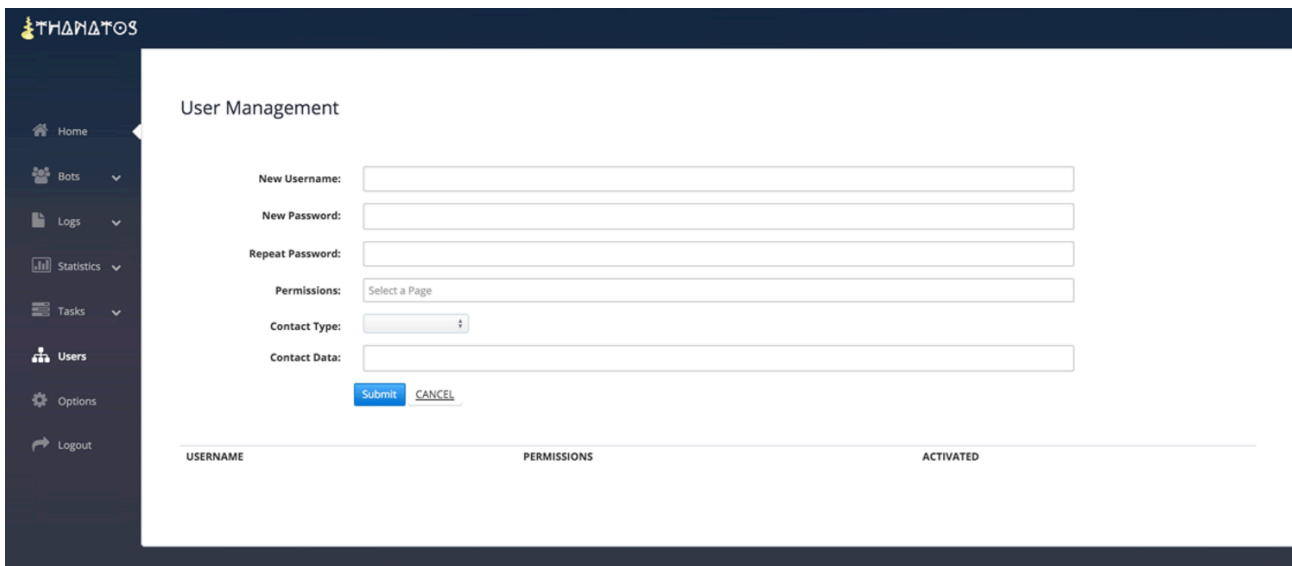 THANATOS
User Management
Home
Bots
Logs
Statistics
Tasks
Users
Options
Logout
New Username:
New Password:
Repeat Password:
Permissions: Select a Page
Contact Type:
Contact Data:
Submit CANCEL
USERNAME PERMISSIONS ACTIVATED